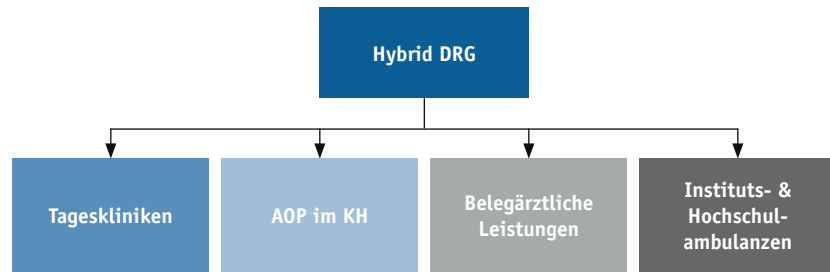 Hybrid DRG
Tageskliniken
AOP im KH
Belegärztliche
Leistungen
Instituts- &
Hochschul-
ambulanzen